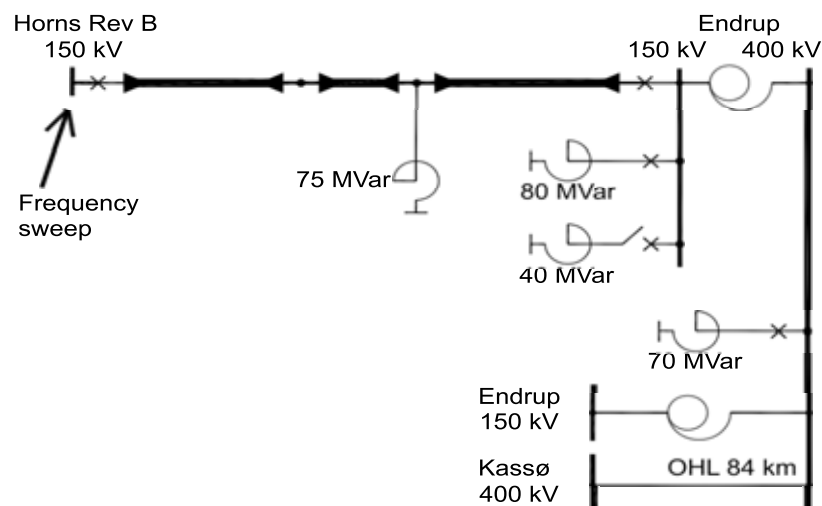 Horns Rev B
150 kV
Endrup
150 kV 400 kV
75 MVar
80 MVar
40 MVar
Frequency
sweep
70 MVar
Endrup
150 kV
Kassø
400 kV
OHL 84 km